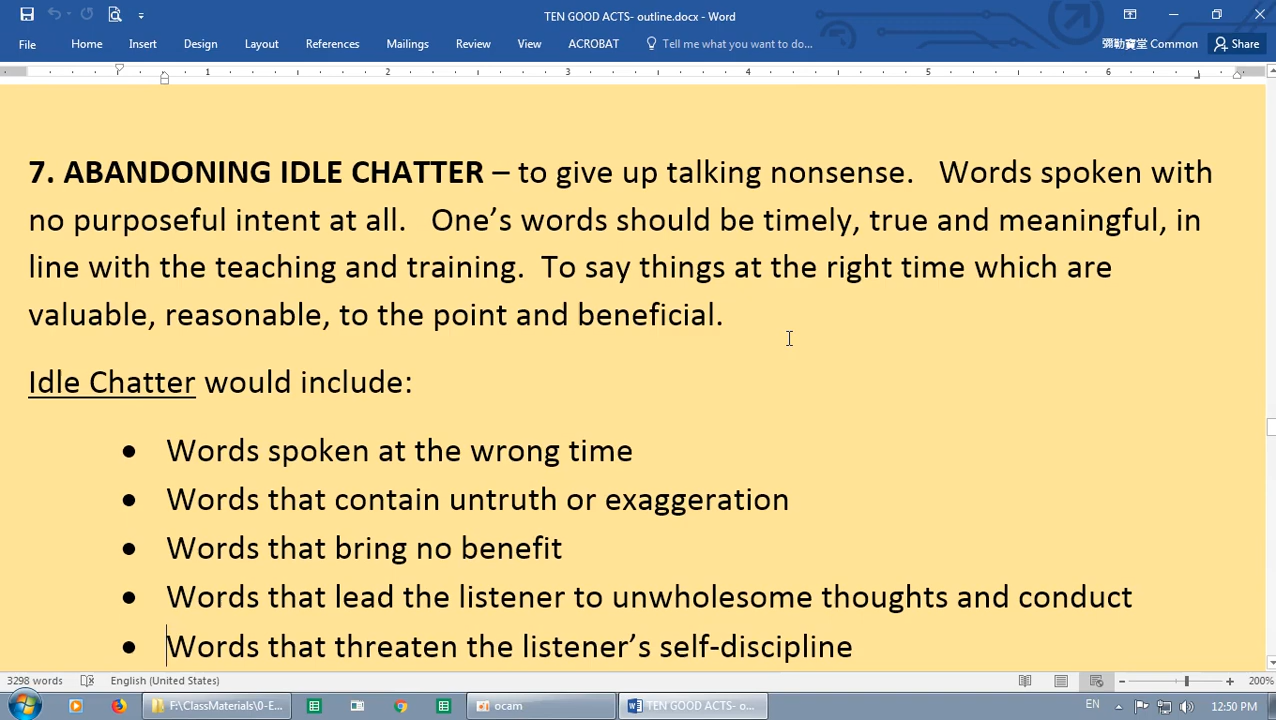 TEN GOOD ACTS- outline.docx - Word
File Home Insert Design Layout References Mailings Review View ACROBAT Tell me what you want to do... 彌勒寶堂 Common Share
1 2 3 4 5 6
7. ABANDONING IDLE CHATTER – to give up talking nonsense. Words spoken with
no purposeful intent at all. One’s words should be timely, true and meaningful, in
line with the teaching and training. To say things at the right time which are
valuable, reasonable, to the point and beneficial.
Idle Chatter would include:
• Words spoken at the wrong time
• Words that contain untruth or exaggeration
• Words that bring no benefit
• Words that lead the listener to unwholesome thoughts and conduct
• Words that threaten the listener’s self-discipline
3298 words English (United States) 200%
F:\ClassMaterials\0-E... ocam TEN GOOD ACTS- o... EN 12:50 PM